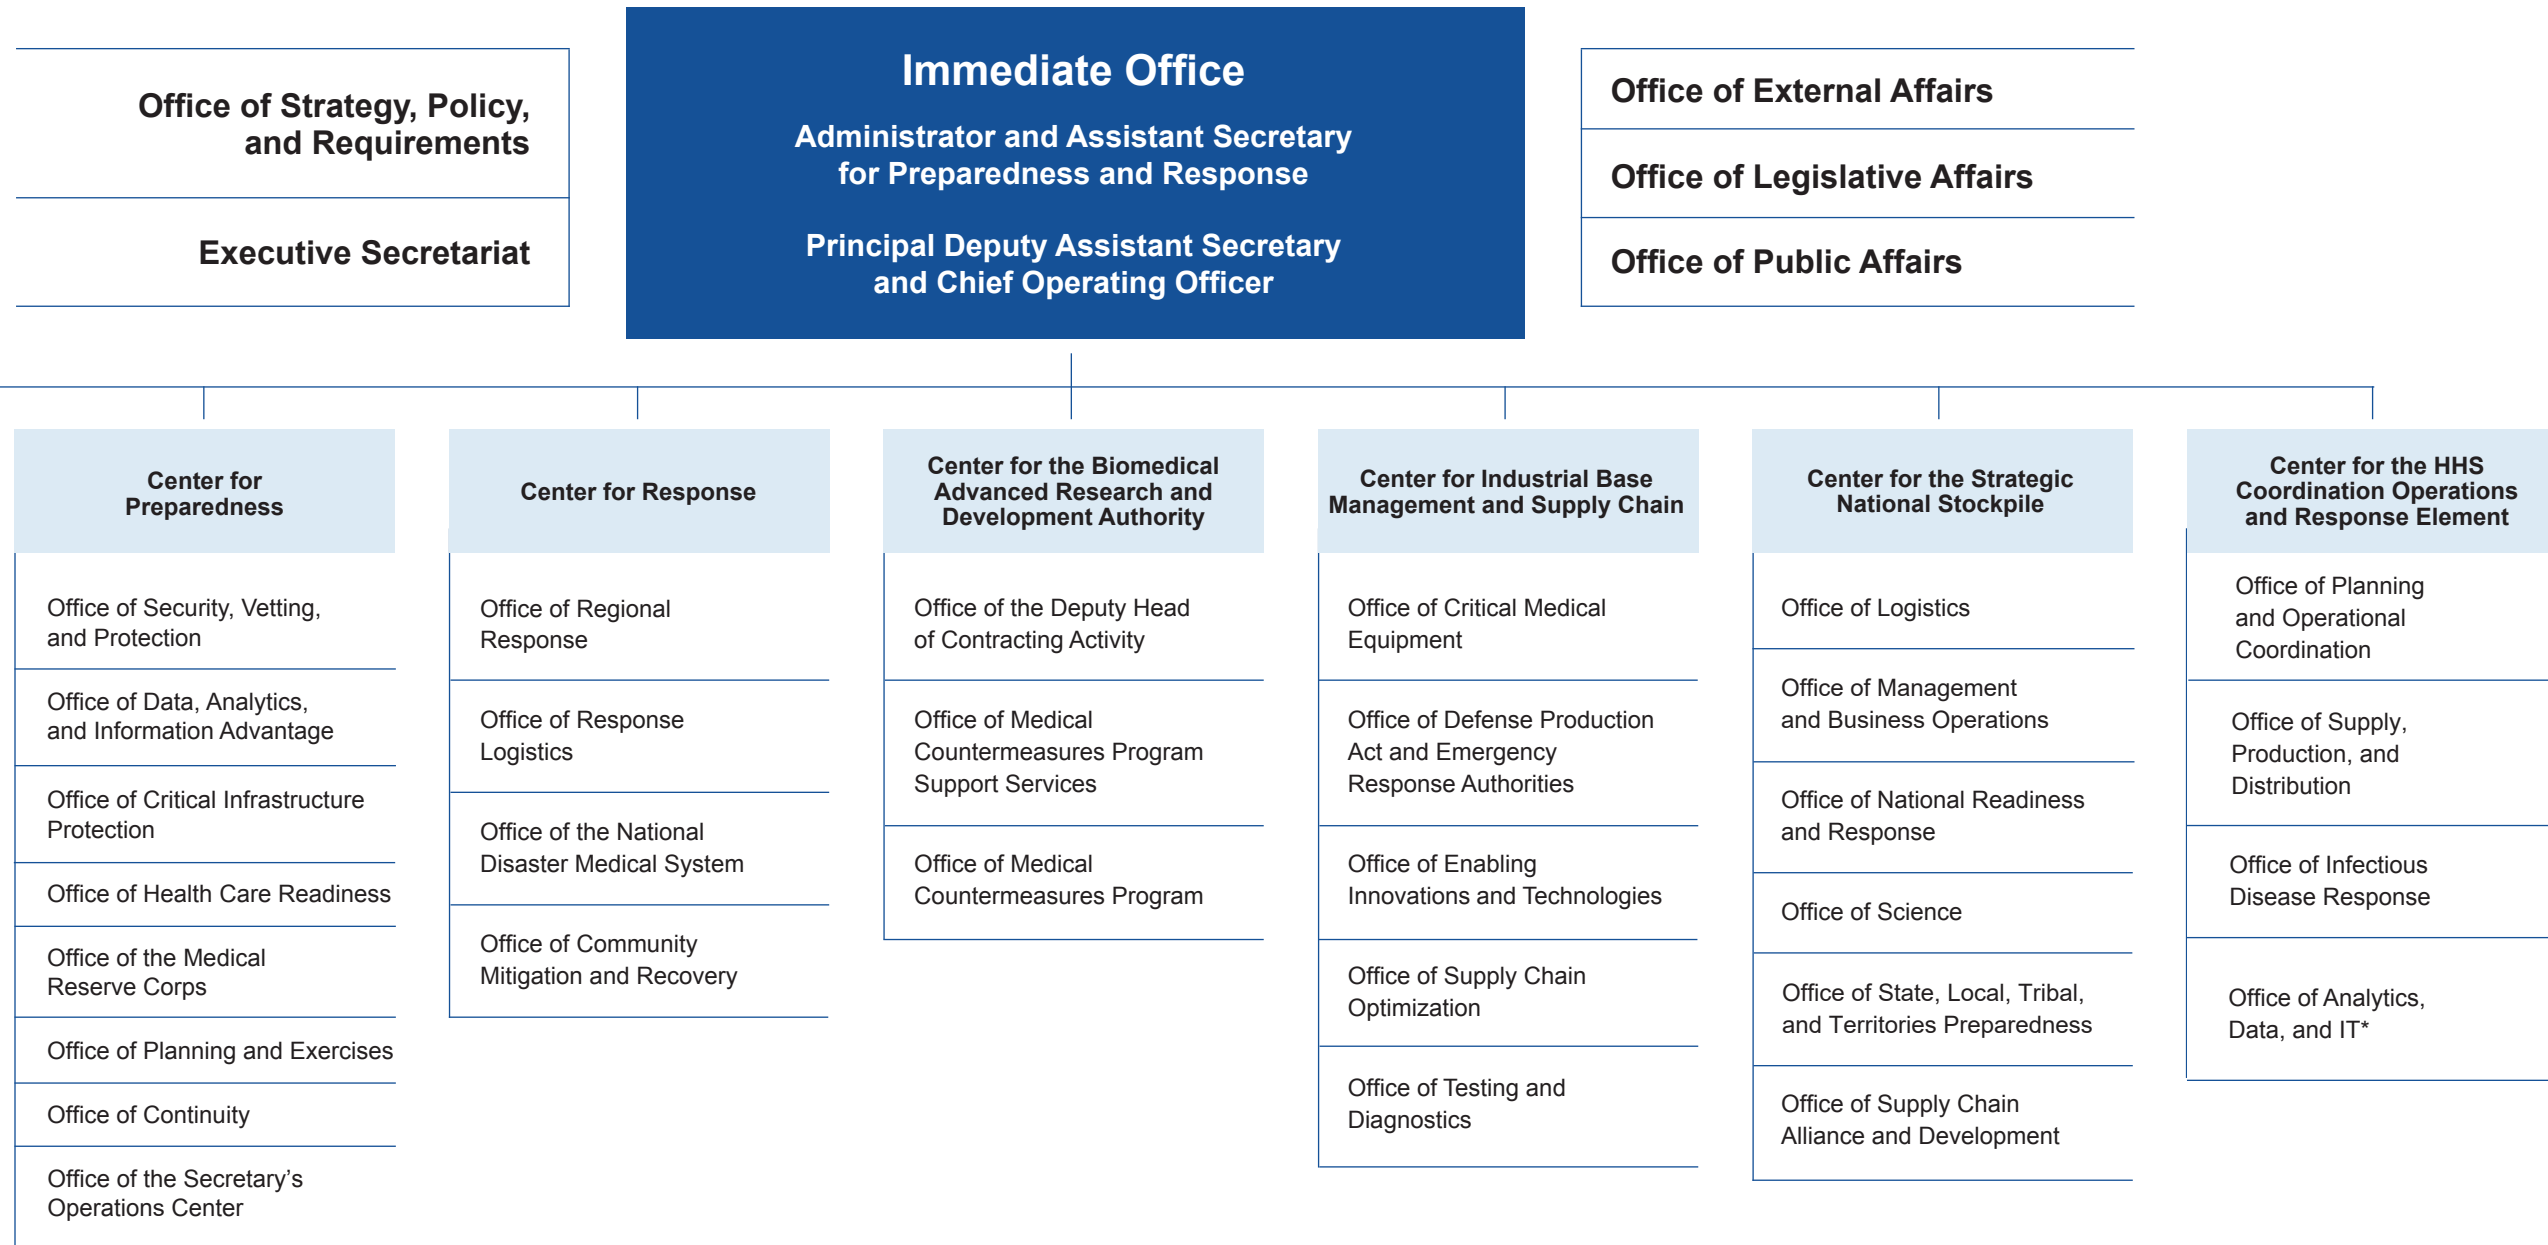 Office of Strategy, Policy,
and Requirements
Executive Secretariat
Immediate Office
Administrator and Assistant Secretary
for Preparedness and Response
Principal Deputy Assistant Secretary
and Chief Operating Officer
Office of External Affairs
Office of Legislative Affairs
Office of Public Affairs
Center for
Preparedness
Office of Security, Vetting,
and Protection
Office of Data, Analytics,
and Information Advantage
Office of Critical Infrastructure
Protection
Office of Health Care Readiness
Office of the Medical
Reserve Corps
Office of Planning and Exercises
Office of Continuity
Office of the Secretary’s
Operations Center
Center for Response
Office of Regional
Response
Office of Response
Logistics
Office of the National
Disaster Medical System
Office of Community
Mitigation and Recovery
Center for the Biomedical
Advanced Research and
Development Authority
Office of the Deputy Head
of Contracting Activity
Office of Medical
Countermeasures Program
Support Services
Office of Medical
Countermeasures Program
Center for Industrial Base
Management and Supply Chain
Office of Critical Medical
Equipment
Office of Defense Production
Act and Emergency
Response Authorities
Office of Enabling
Innovations and Technologies
Office of Supply Chain
Optimization
Office of Testing and
Diagnostics
Center for the Strategic
National Stockpile
Office of Logistics
Office of Management
and Business Operations
Office of National Readiness
and Response
Office of Science
Office of State, Local, Tribal,
and Territories Preparedness
Office of Supply Chain
Alliance and Development
Center for the HHS
Coordination Operations
and Response Element
Office of Planning
and Operational
Coordination
Office of Supply,
Production, and
Distribution
Office of Infectious
Disease Response
Office of Analytics,
Data, and IT*